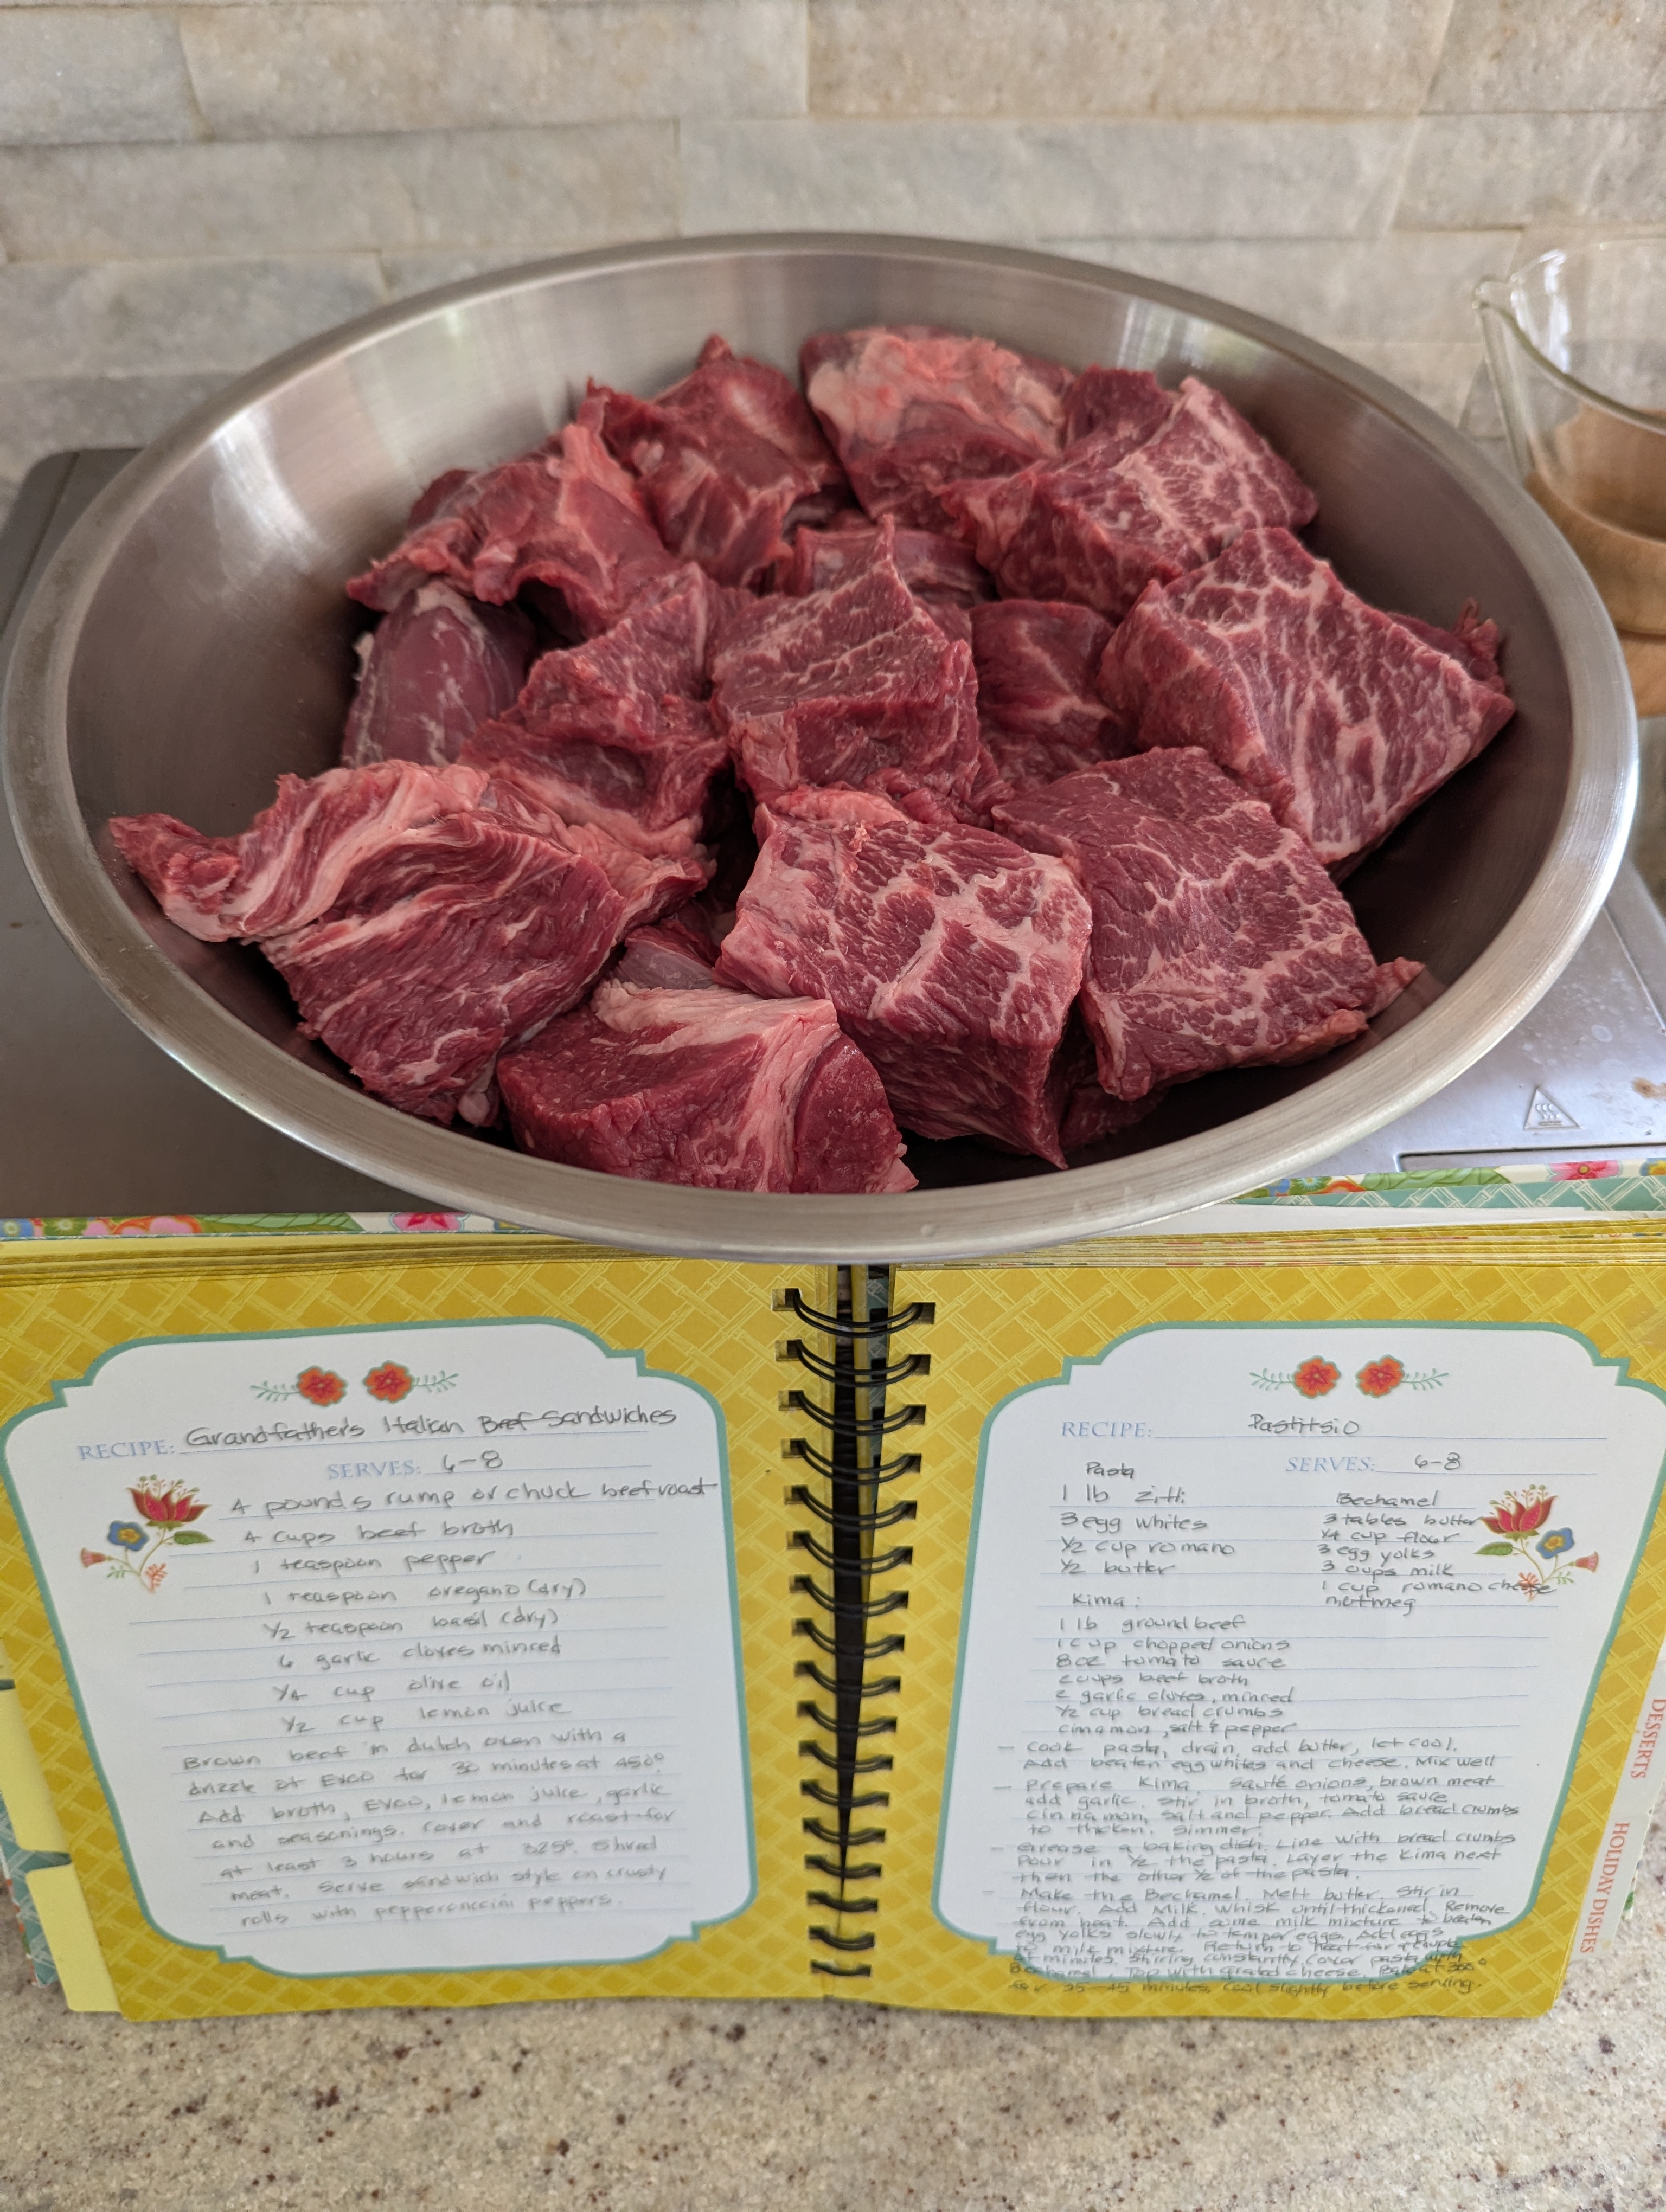 RECIPE: Grandfather's Italian Beef Sandwiches
SERVES: 6-8
4 pounds rump or chuck beef roast
4 cups beef broth
1 teaspoon pepper
1 teaspoon oregano (dry)
1/2 teaspoon basil (dry)
6 garlic cloves minced
1/4 cup olive oil
1/2 cup lemon juice
Brown beef in dutch oven with a
drizzle of EVOO for 30 minutes at 450°.
Add broth, EVOO, lemon juice, garlic
and seasonings. Cover and roast for
at least 3 hours at 325°. Shred
meat. Serve sandwich style on crusty
rolls with pepperonccini peppers.
RECIPE: Pastitsio
SERVES: 6-8
Pasta
1 lb zitti
3 egg whites
1/2 cup romano
1/2 butter
Bechamel
3 tables butter
1/4 cup flour
3 egg yolks
3 cups milk
1 cup romano cheese
nutmeg
Kima:
1 lb ground beef
1 cup chopped onions
8oz tomato sauce
2 cups beef broth
2 garlic cloves, minced
1/2 cup bread crumbs
cinamon, salt & pepper
- Cook pasta, drain, add butter, let cool.
Add beaten egg whites and cheese. Mix well
- Prepare Kima. Sauté onions, brown meat
add garlic. Stir in broth, tomato sauce
cinnamon, salt and pepper. Add bread crumbs
to thicken. Simmer.
- Grease a baking dish. Line with bread crumbs
Pour in 1/2 the pasta. Layer the Kima next
then the other 1/2 of the pasta.
- Make the Bechamel. Melt butter. Stir in
flour. Add Milk. Whisk until thickened. Remove
from heat. Add some milk mixture to beaten
egg yolks slowly to temper eggs. Add eggs
to milk mixture. Return to heat for a couple
of minutes. Stirring constantly. Cover pasta with
Bechamel. Top with grated cheese. Bake at
for 35-45 minutes. Cool slightly before serving.
DESSERTS
HOLIDAY DISHES